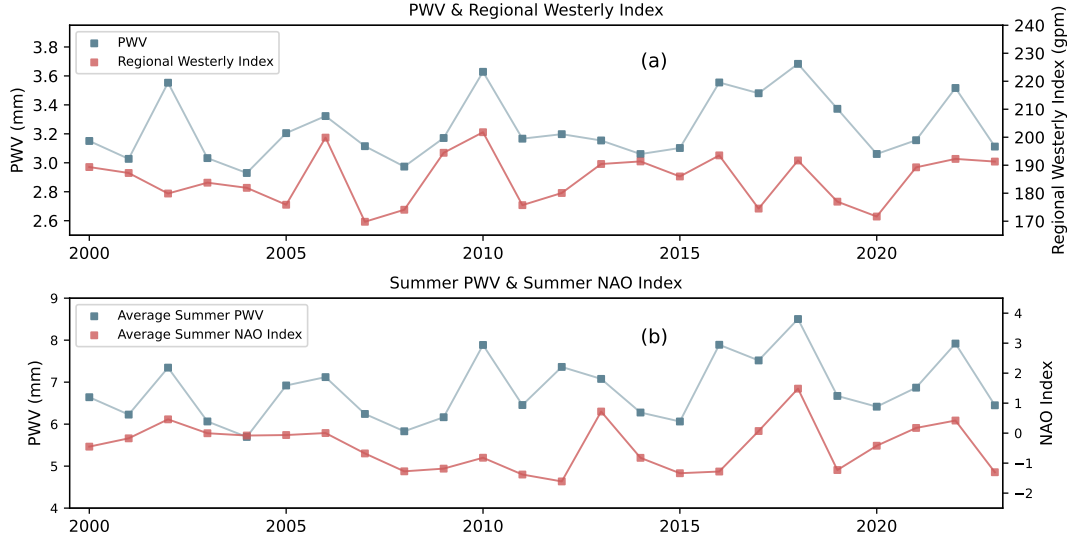 PWV & Regional Westerly Index
PWV
Regional Westerly Index
(a)
PWV (mm)
3.8
3.6
3.4
3.2
3.0
2.8
2.6
Regional Westerly Index (gpm)
240
230
220
210
200
190
180
170
2000 2005 2010 2015 2020
Summer PWV & Summer NAO Index
Average Summer PWV
Average Summer NAO Index
(b)
PWV (mm)
9
8
7
6
5
4
NAO Index
4
3
2
1
0
−1
−2
2000 2005 2010 2015 2020